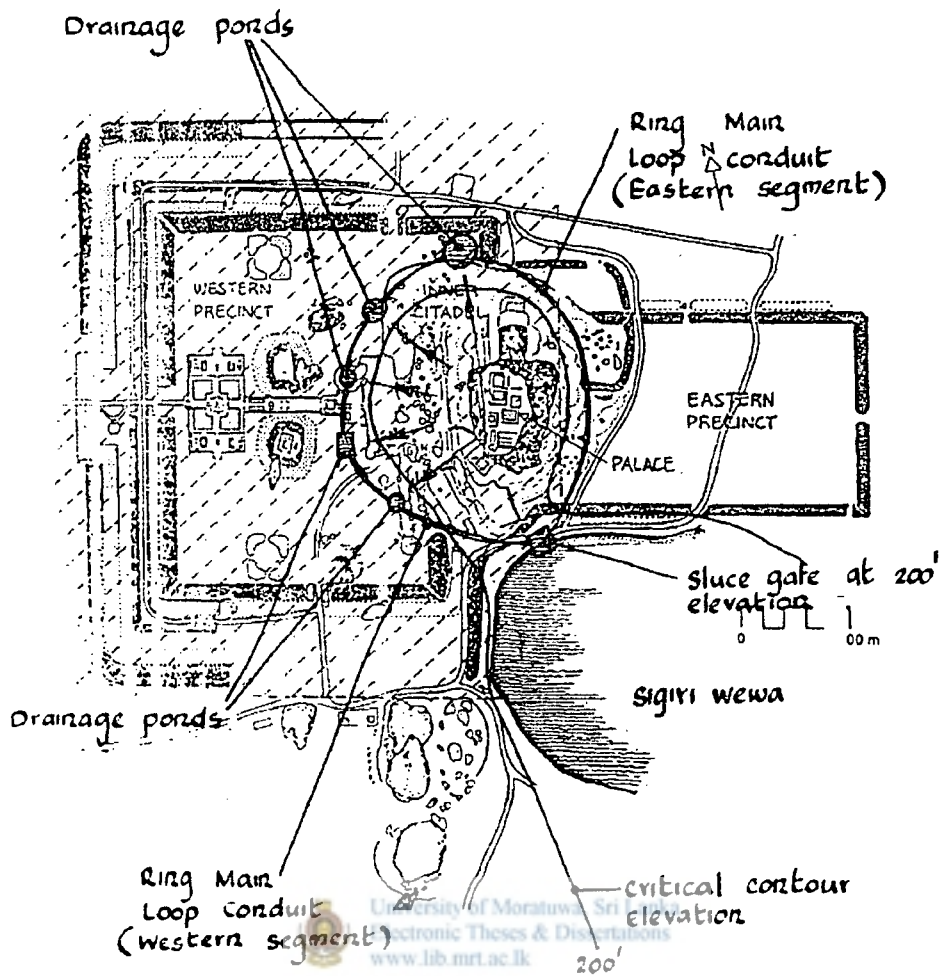 Drainage ponds
Ring Main
Loop conduit
(Eastern segment)
N
WESTERN
PRECINCT
INNER
CITADEL
EASTERN
PRECINCT
PALACE
Sluce gate at 200'
elevation
0 00 m
Sigiri wewa
Drainage ponds
Ring Main
Loop Conduit
(Western segment)
critical contour
elevation
200'
University of Moratuwa, Sri Lanka
Electronic Theses & Dissertations
www.lib.mrt.ac.lk